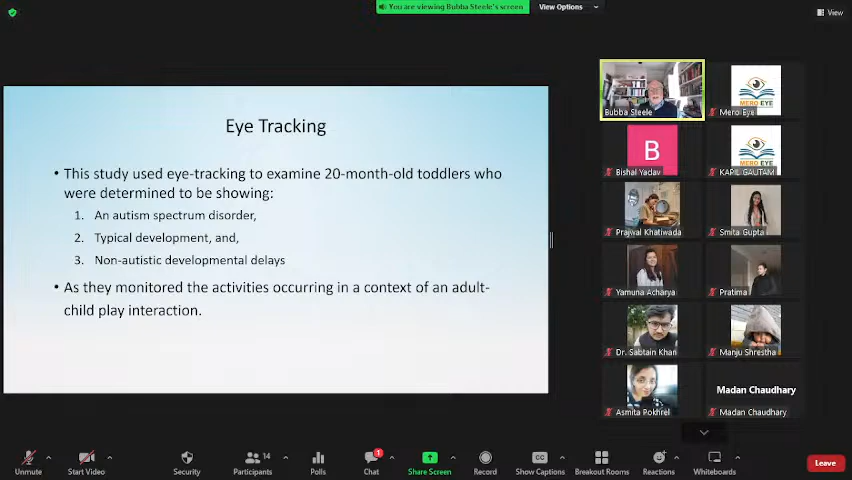 You are viewing Bubba Steele's screen
View Options
View
Eye Tracking
• This study used eye-tracking to examine 20-month-old toddlers who
were determined to be showing:
1. An autism spectrum disorder,
2. Typical development, and,
3. Non-autistic developmental delays
• As they monitored the activities occurring in a context of an adult-
child play interaction.
Bubba Steele
MERO EYE
Mero Eye
B
Bishal Yadav
MERO EYE
KAPIL GAUTAM
Prajwal Khatiwada
Smita Gupta
Yamuna Acharya
Pratima
Dr. Sabtain Khan
Manju Shrestha
Asmita Pokhrel
Madan Chaudhary
Madan Chaudhary
Unmute
Start Video
Security
14
Participants
Polls
1
Chat
Share Screen
Record
CC
Show Captions
Breakout Rooms
Reactions
Whiteboards
Leave